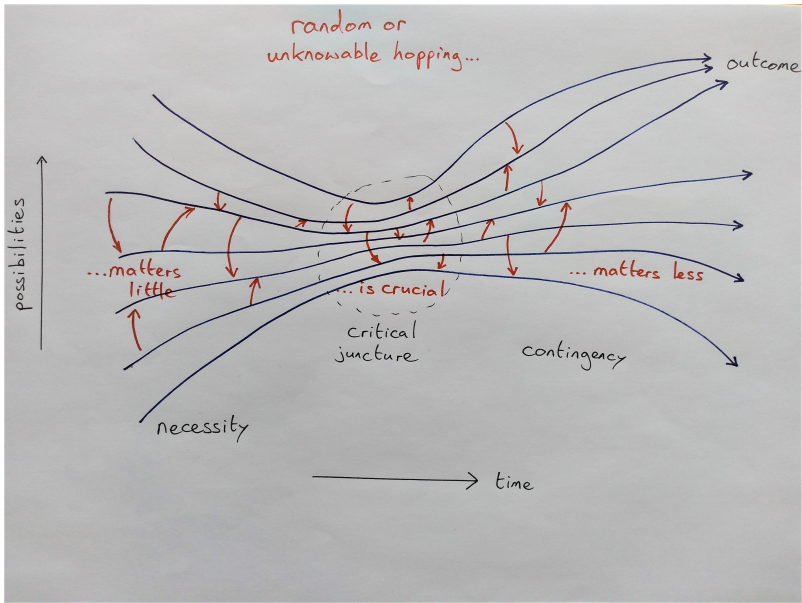 random or
unknowable hopping...
outcome
possibilities
...matters
little
... is crucial
... matters less
critical
juncture
contingency
necessity
time